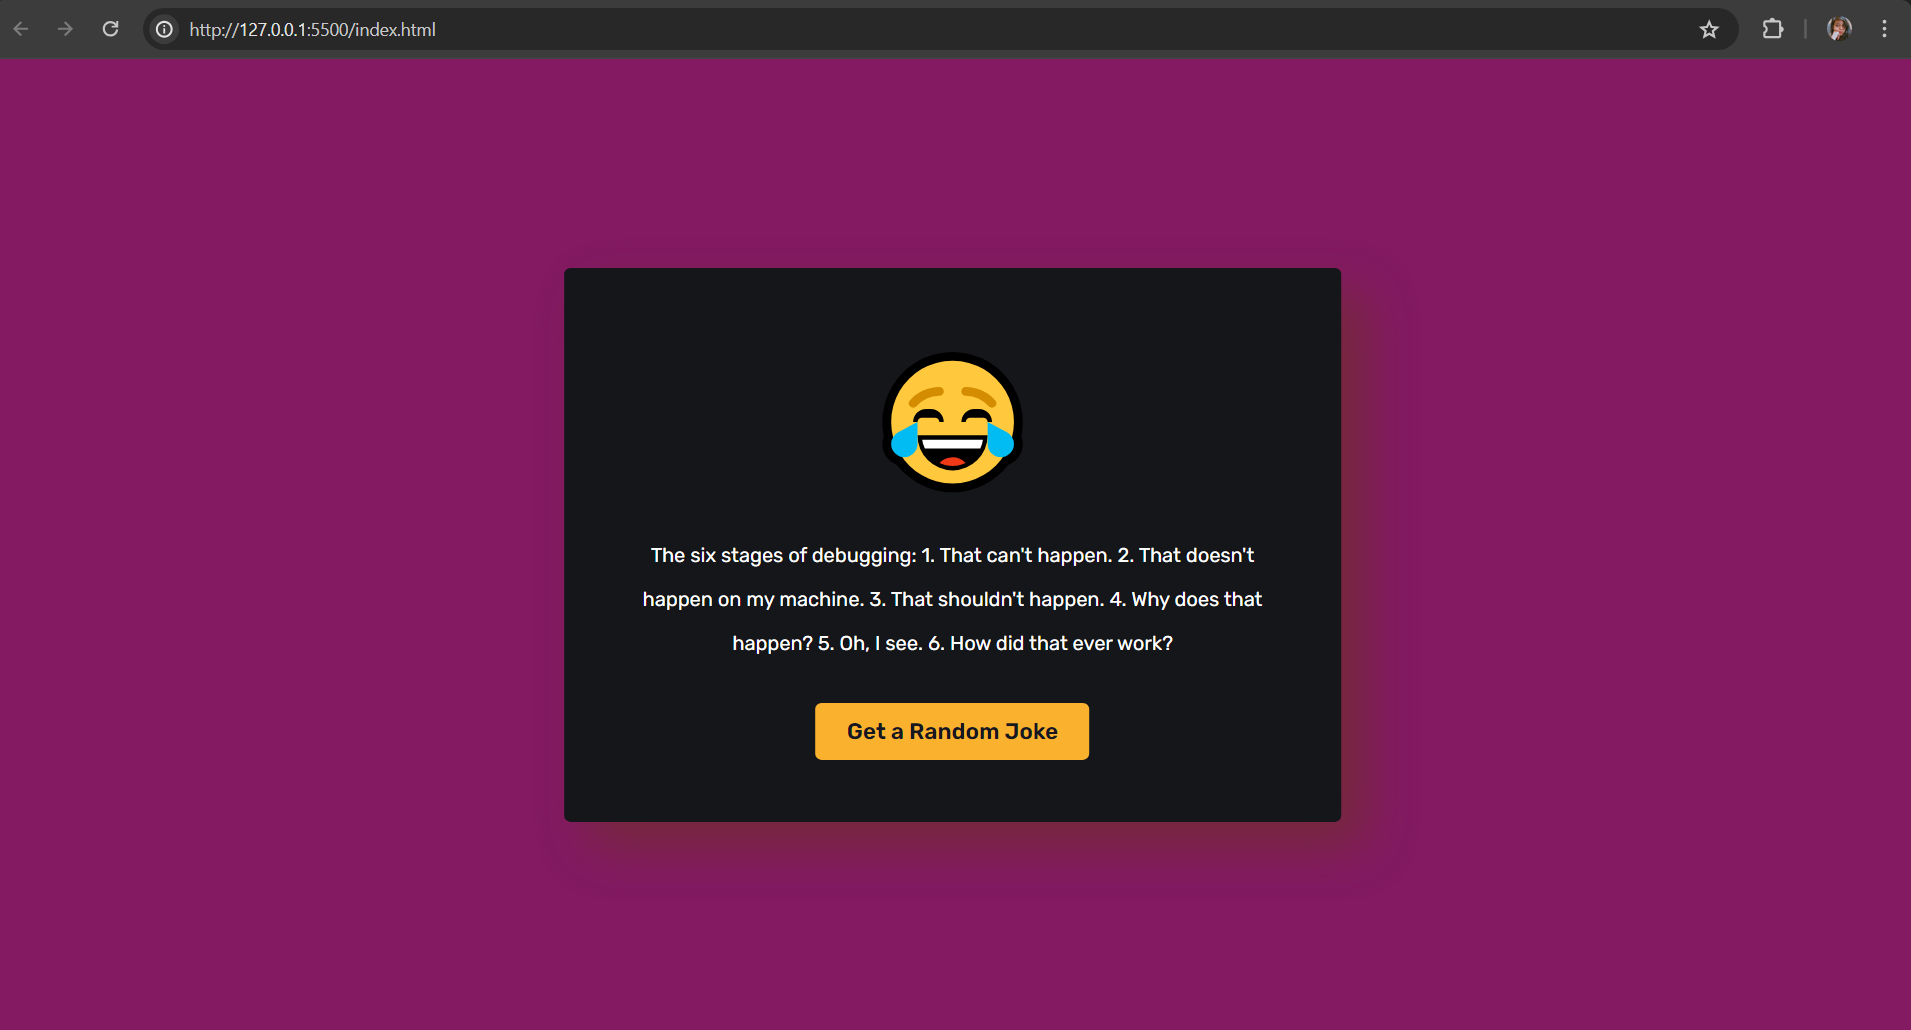 http://127.0.0.1:5500/index.html
The six stages of debugging: 1. That can't happen. 2. That doesn't
happen on my machine. 3. That shouldn't happen. 4. Why does that
happen? 5. Oh, I see. 6. How did that ever work?
Get a Random Joke